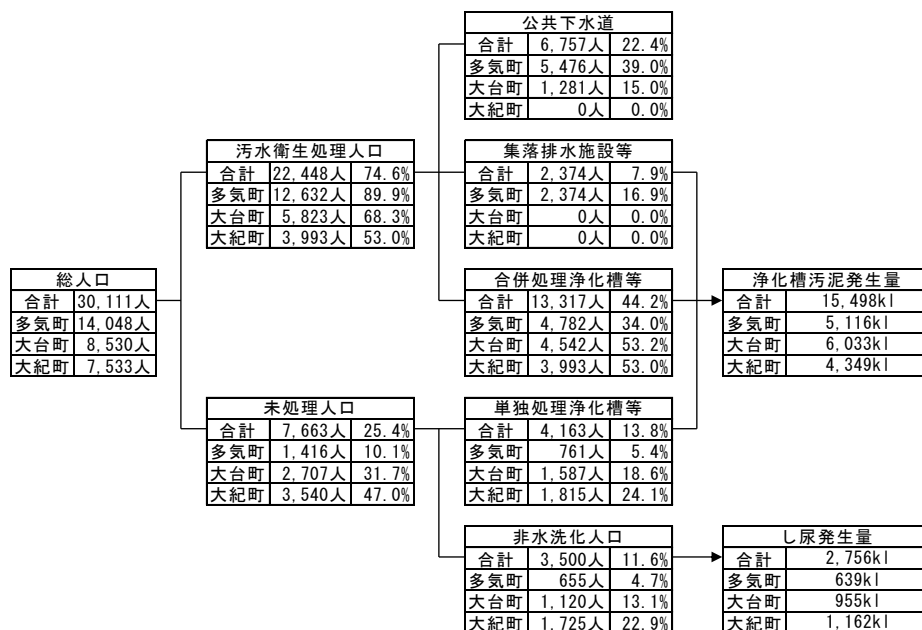 公共下水道
合計 6,757人 22.4%
多気町 5,476人 39.0%
大台町 1,281人 15.0%
大紀町 0人 0.0%
汚水衛生処理人口
合計 22,448人 74.6%
多気町 12,632人 89.9%
大台町 5,823人 68.3%
大紀町 3,993人 53.0%
集落排水施設等
合計 2,374人 7.9%
多気町 2,374人 16.9%
大台町 0人 0.0%
大紀町 0人 0.0%
総人口
合計 30,111人
多気町 14,048人
大台町 8,530人
大紀町 7,533人
合併処理浄化槽等
合計 13,317人 44.2%
多気町 4,782人 34.0%
大台町 4,542人 53.2%
大紀町 3,993人 53.0%
浄化槽汚泥発生量
合計 15,498kl
多気町 5,116kl
大台町 6,033kl
大紀町 4,349kl
未処理人口
合計 7,663人 25.4%
多気町 1,416人 10.1%
大台町 2,707人 31.7%
大紀町 3,540人 47.0%
単独処理浄化槽等
合計 4,163人 13.8%
多気町 761人 5.4%
大台町 1,587人 18.6%
大紀町 1,815人 24.1%
非水洗化人口
合計 3,500人 11.6%
多気町 655人 4.7%
大台町 1,120人 13.1%
大紀町 1,725人 22.9%
し尿発生量
合計 2,756kl
多気町 639kl
大台町 955kl
大紀町 1,162kl